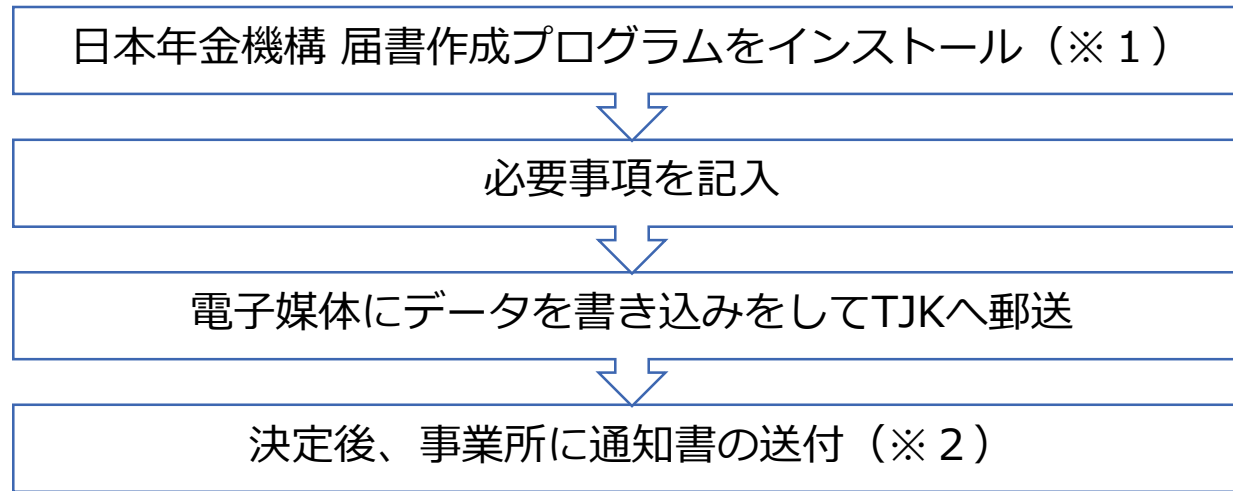 日本年金機構 届書作成プログラムをインストール（※１）
必要事項を記入
電子媒体にデータを書き込みをしてTJKへ郵送
決定後、事業所に通知書の送付（※２）